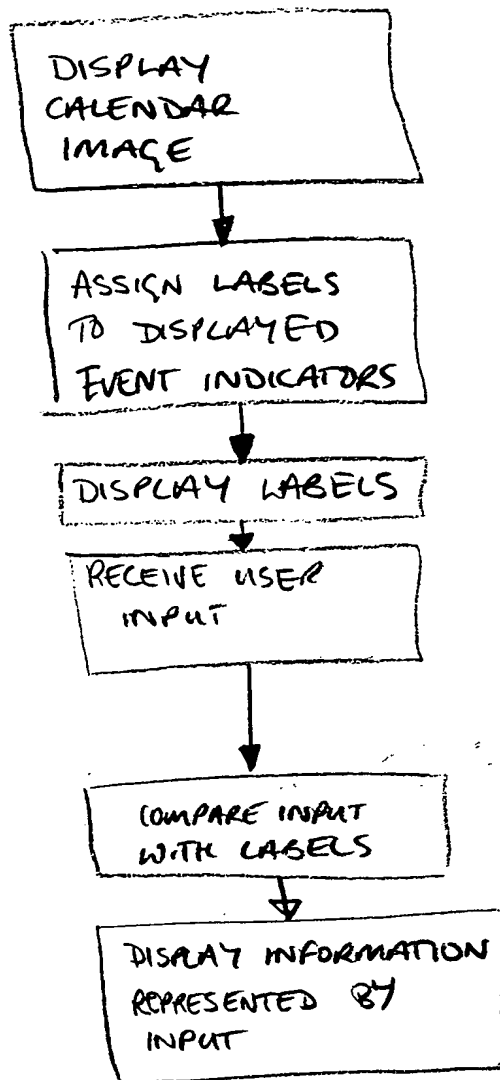 DISPLAY
CALENDAR
IMAGE
ASSIGN LABELS
TO DISPLAYED
EVENT INDICATORS
DISPLAY LABELS
RECEIVE USER
INPUT
COMPARE INPUT
WITH LABELS
DISPLAY INFORMATION
REPRESENTED BY
INPUT